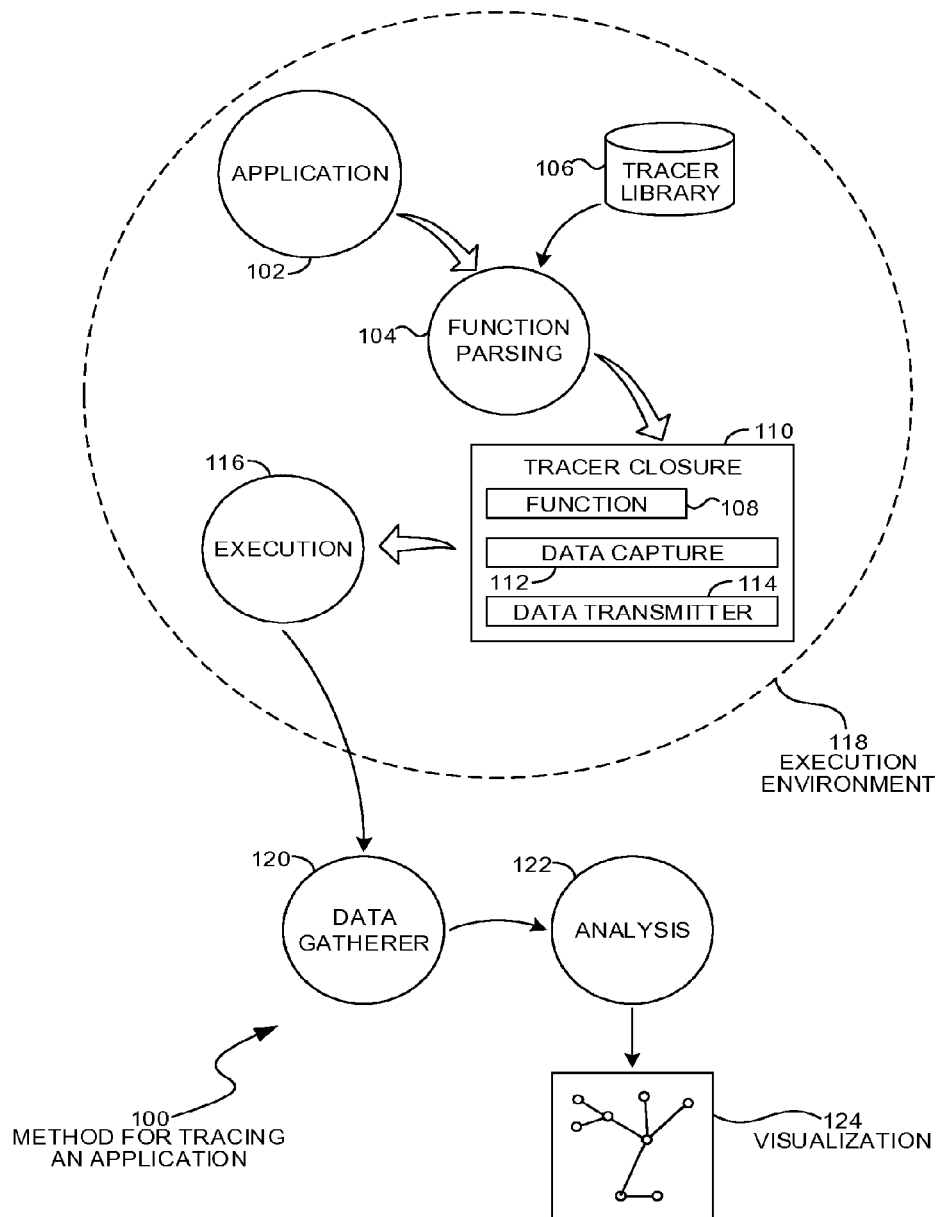 APPLICATION
102
106
TRACER
LIBRARY
104
FUNCTION
PARSING
110
TRACER CLOSURE
FUNCTION
108
DATA CAPTURE
112
114
DATA TRANSMITTER
116
EXECUTION
118
EXECUTION
ENVIRONMENT
120
DATA
GATHERER
122
ANALYSIS
100
METHOD FOR TRACING
AN APPLICATION
124
VISUALIZATION